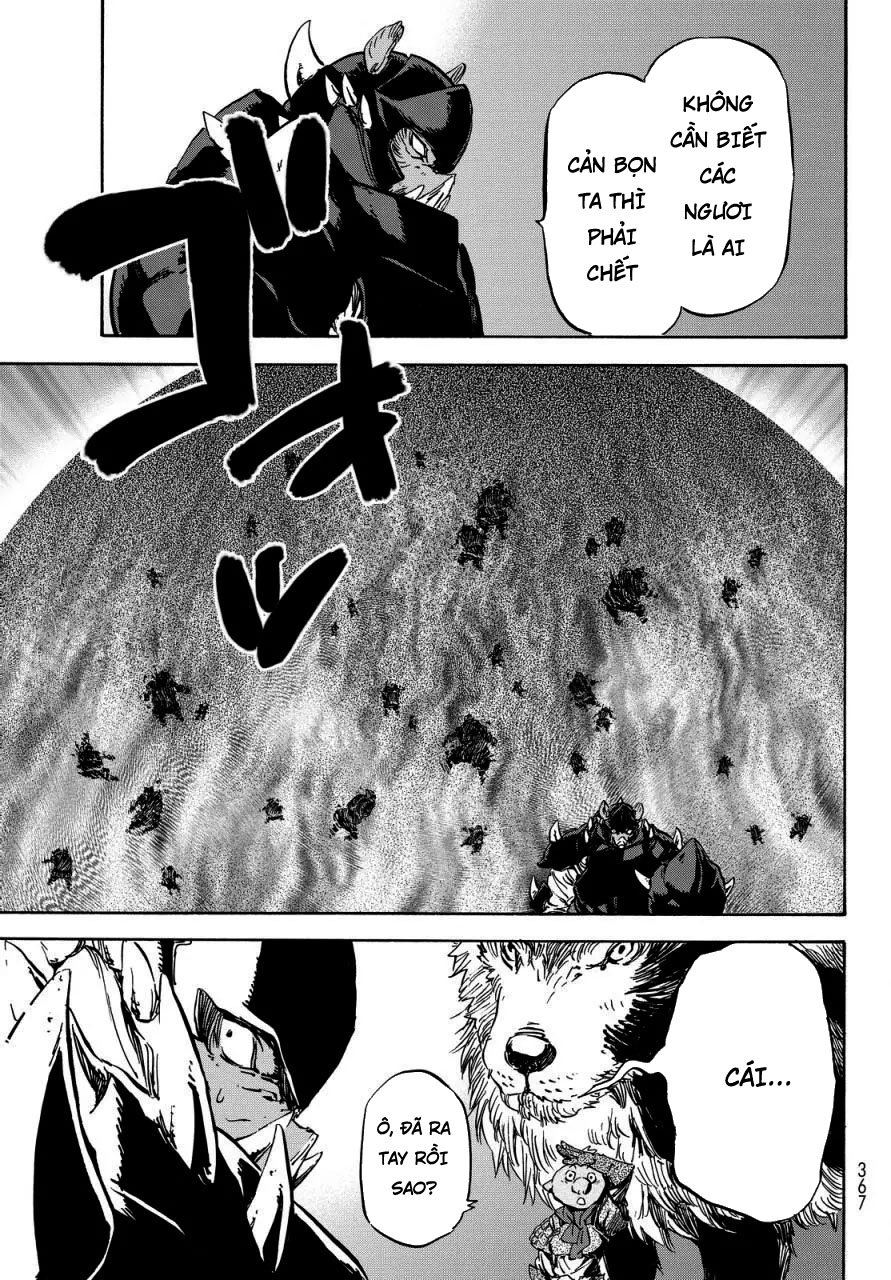 KHÔNG
CẦN BIẾT
CÁC
NGƯƠI
LÀ AI
CẢN BỌN
TA THÌ
PHẢI
CHẾT
ゴォッ
CÁI...
Ô, ĐÃ RA
TAY RỒI
SAO?
367